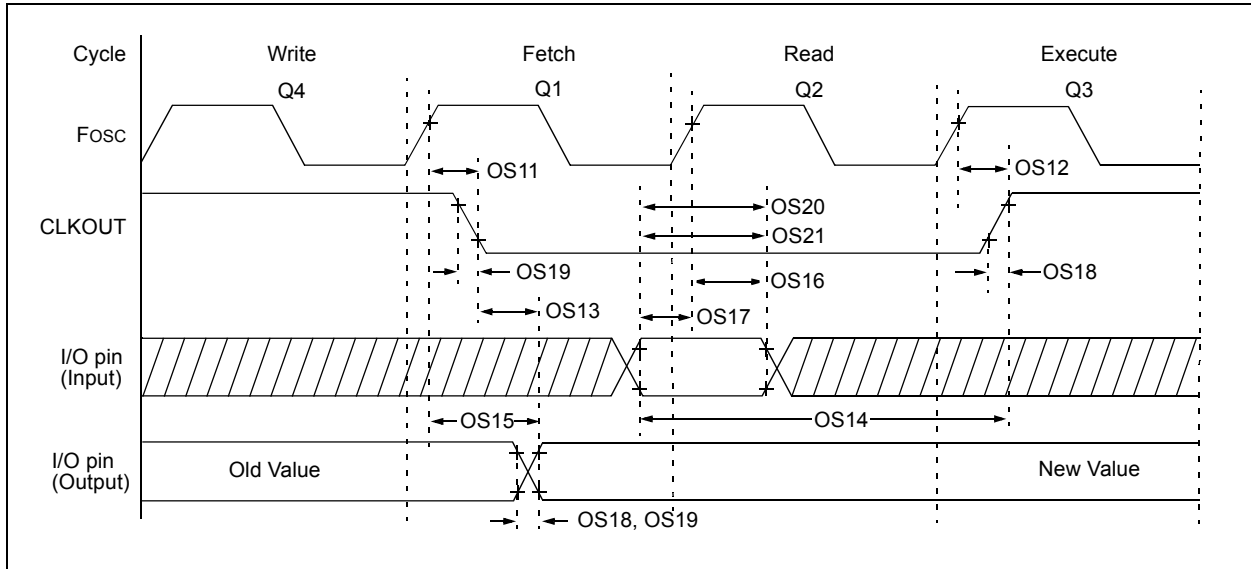 Cycle Write Fetch Read Execute
Q4 Q1 Q2 Q3
FOSC
OS11 OS12
OS20
CLKOUT
OS21
OS19 OS16 OS18
OS13 OS17
I/O pin
(Input)
OS15 OS14
I/O pin
(Output)
Old Value New Value
OS18, OS19